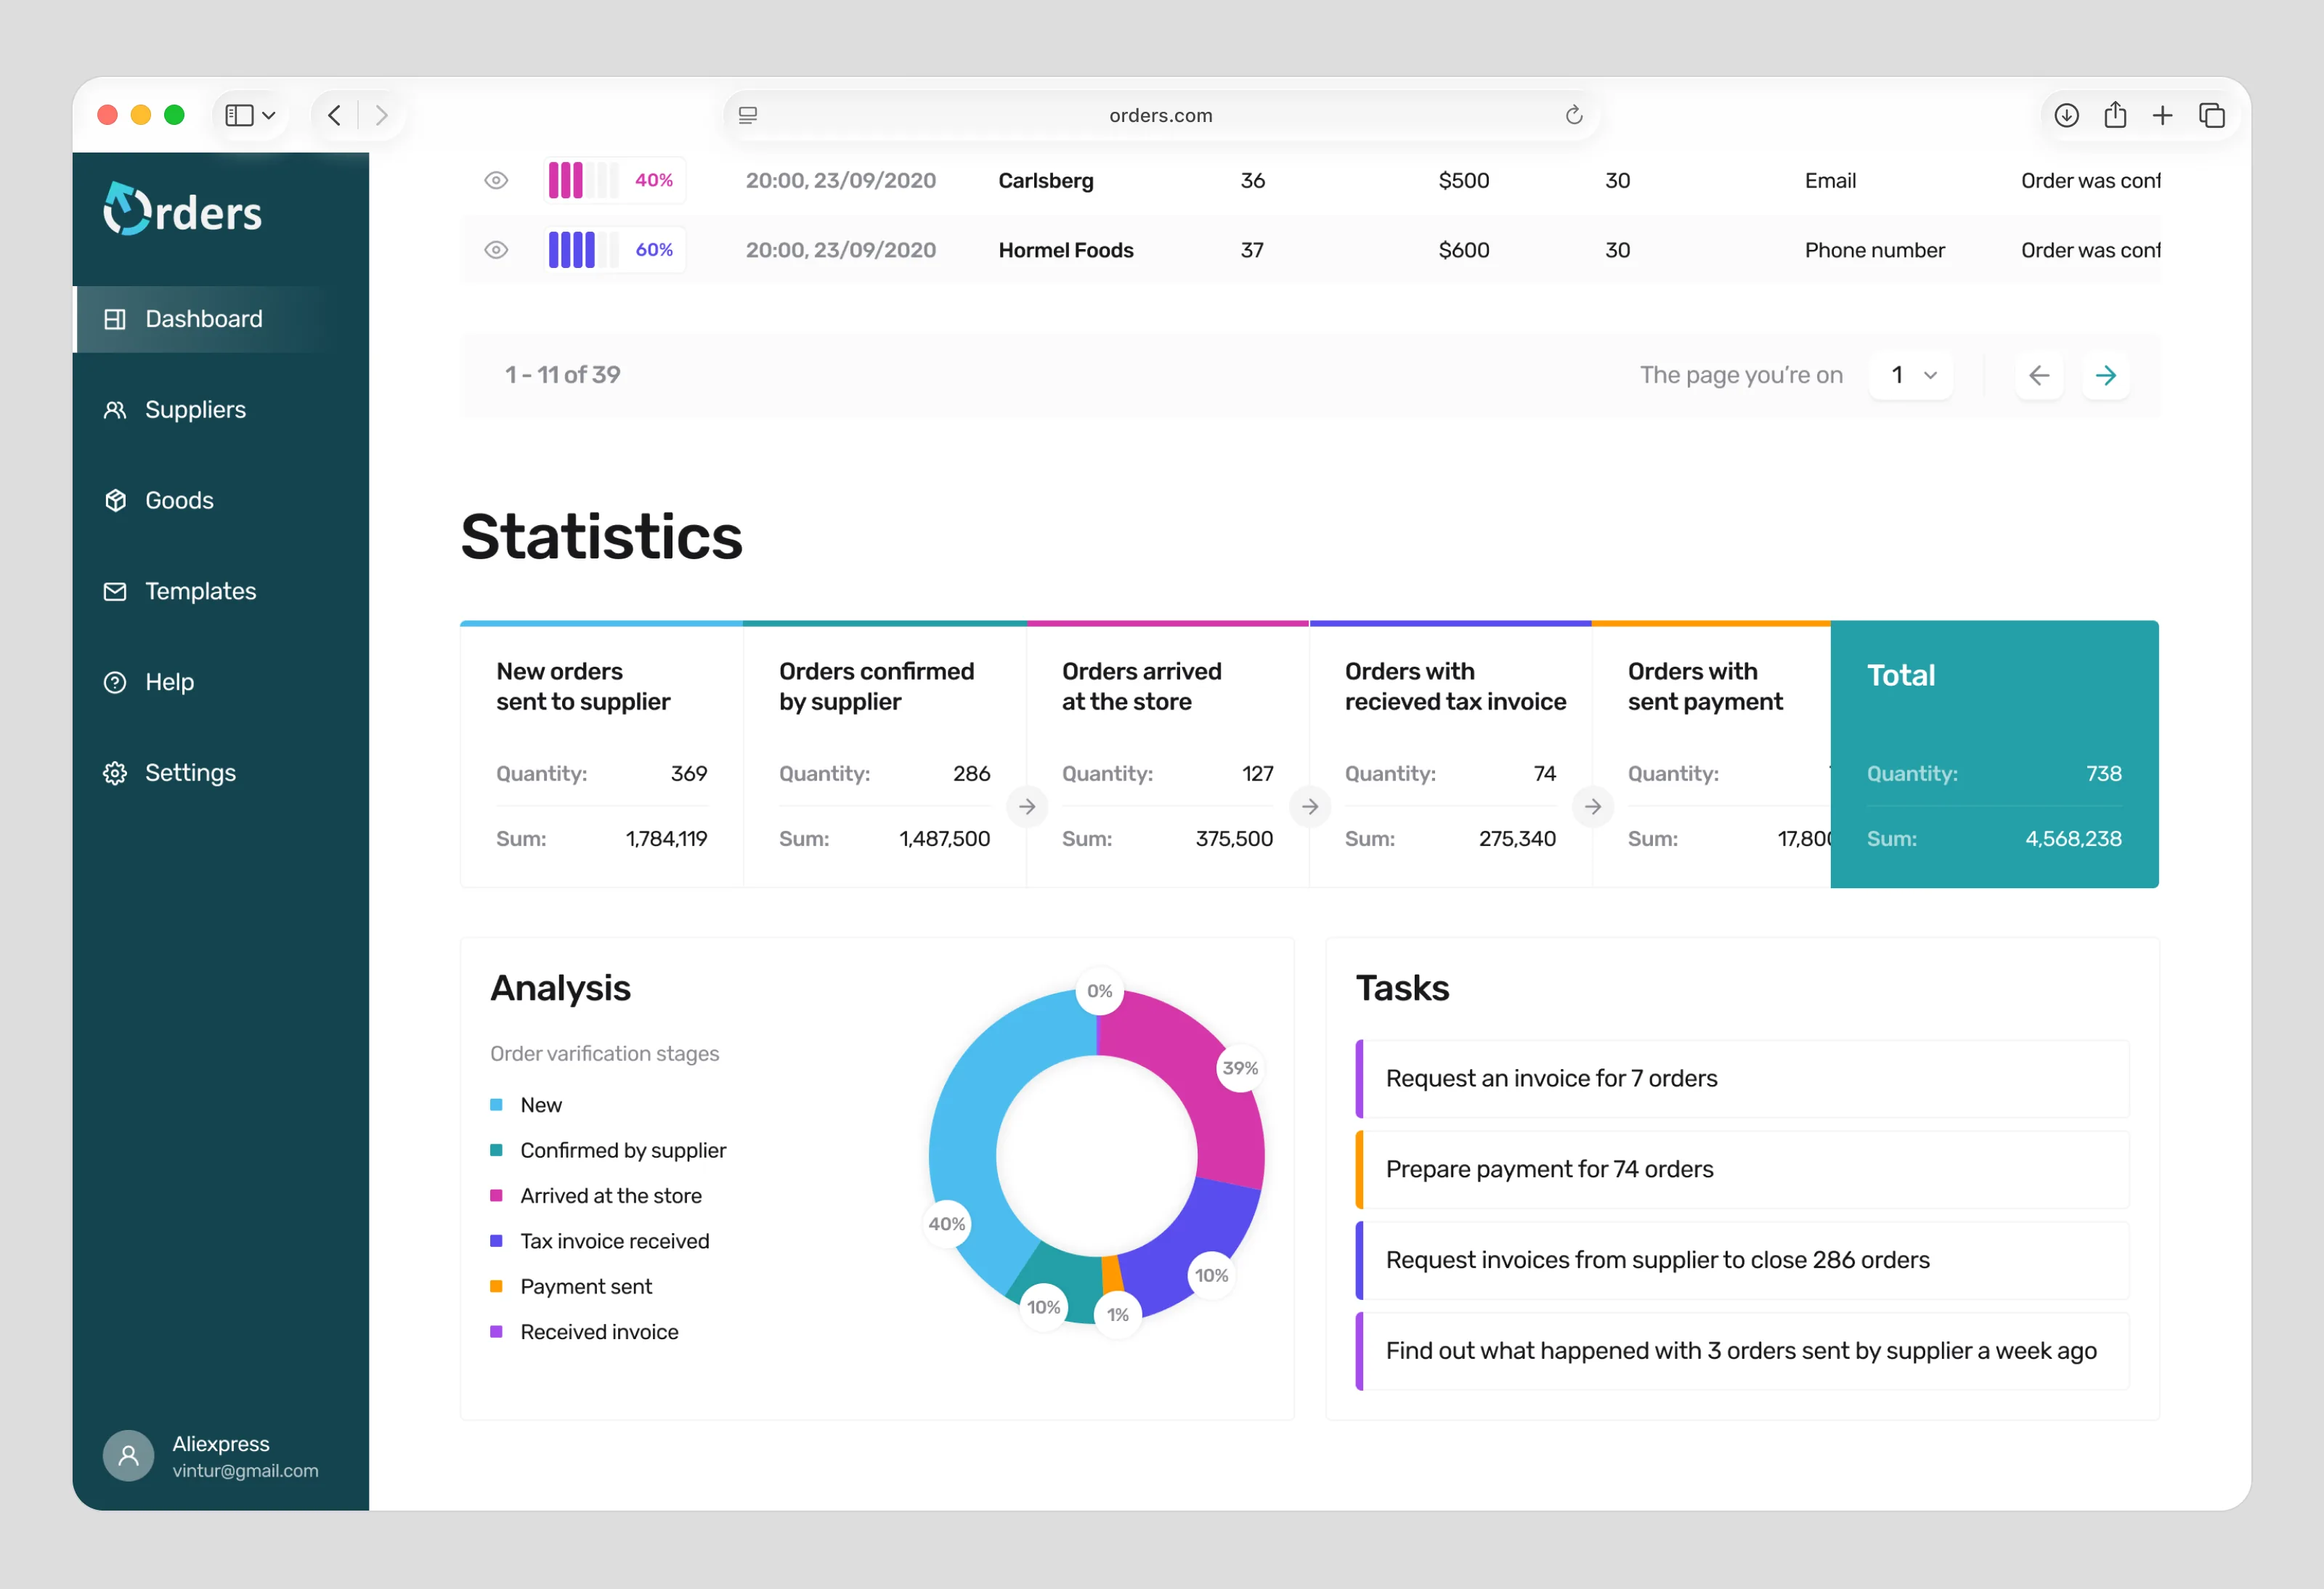 orders.com
Orders
Dashboard
Suppliers
Goods
Templates
Help
Settings
Aliexpress
vintur@gmail.com
40% 20:00, 23/09/2020 Carlsberg 36 $500 30 Email Order was
60% 20:00, 23/09/2020 Hormel Foods 37 $600 30 Phone number Order was
1 - 11 of 39
The page you’re on 1
Statistics
New orders
sent to supplier
Quantity: 369
Sum: 1,784,119
Orders confirmed
by supplier
Quantity: 286
Sum: 1,487,500
Orders arrived
at the store
Quantity: 127
Sum: 375,500
Orders with
recieved tax invoice
Quantity: 74
Sum: 275,340
Orders with
sent payment
Quantity:
Sum: 17,800
Total
Quantity: 738
Sum: 4,568,238
Analysis
Order varification stages
New
Confirmed by supplier
Arrived at the store
Tax invoice received
Payment sent
Received invoice
0%
39%
40%
10%
10%
1%
Tasks
Request an invoice for 7 orders
Prepare payment for 74 orders
Request invoices from supplier to close 286 orders
Find out what happened with 3 orders sent by supplier a week ago